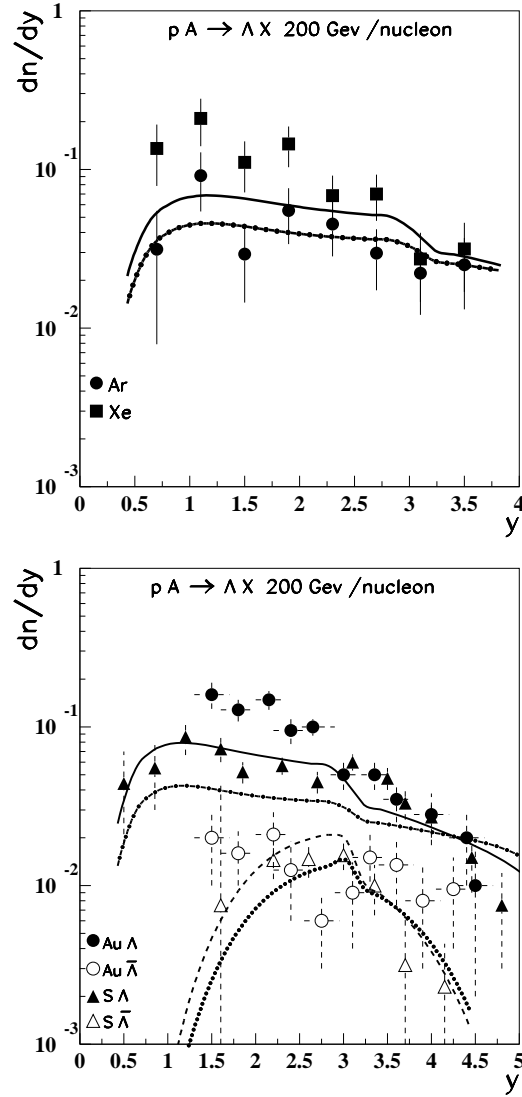 dn/dy
p A → Λ X 200 Gev /nucleon
1
10⁻¹
10⁻²
10⁻³
● Ar
■ Xe
0 0.5 1 1.5 2 2.5 3 3.5 4
y
dn/dy
p A → Λ X 200 Gev /nucleon
1
10⁻¹
10⁻²
10⁻³
● Au Λ
○ Au Λ̅
▲ S Λ
△ S Λ̅
0 0.5 1 1.5 2 2.5 3 3.5 4 4.5 5
y